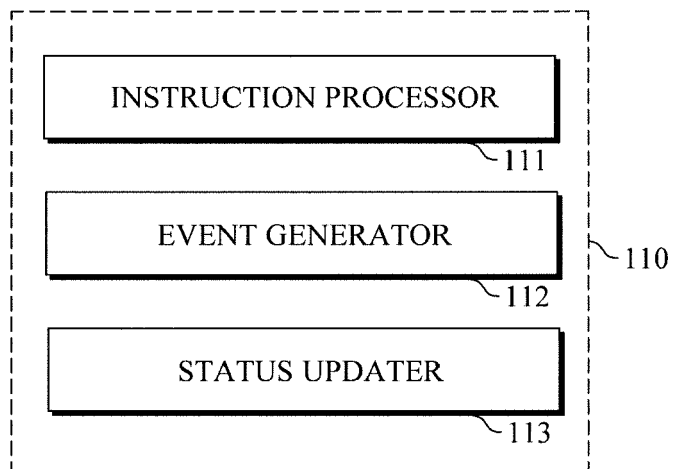 INSTRUCTION PROCESSOR
111
EVENT GENERATOR
110
112
STATUS UPDATER
113